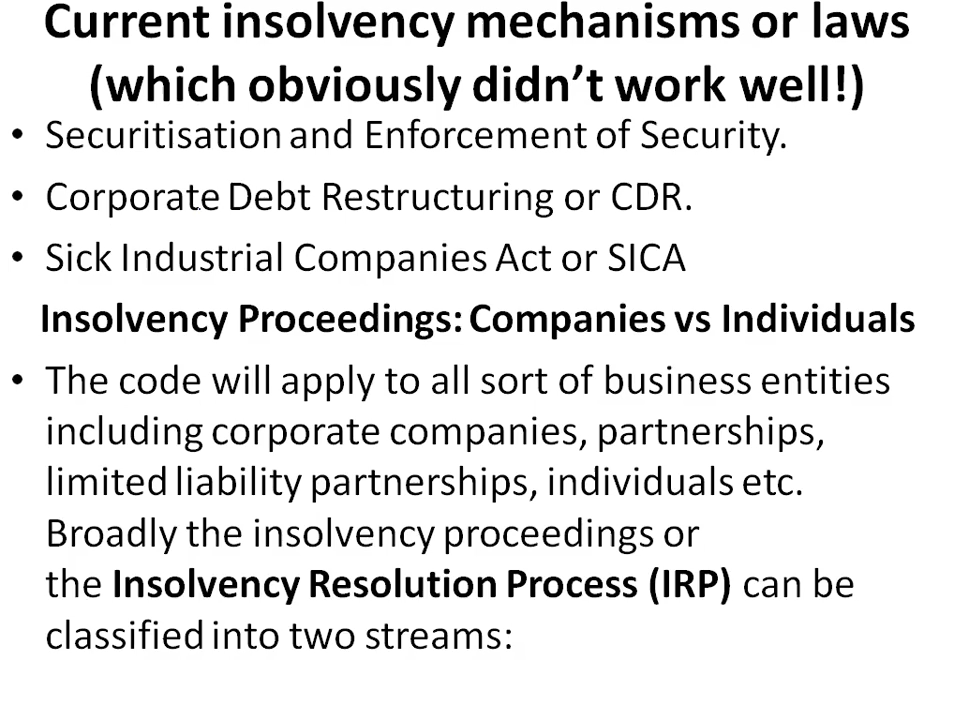 Current insolvency mechanisms or laws
(which obviously didn't work well!)
• Securitisation and Enforcement of Security.
• Corporate Debt Restructuring or CDR.
• Sick Industrial Companies Act or SICA
Insolvency Proceedings: Companies vs Individuals
• The code will apply to all sort of business entities
including corporate companies, partnerships,
limited liability partnerships, individuals etc.
Broadly the insolvency proceedings or
the Insolvency Resolution Process (IRP) can be
classified into two streams: